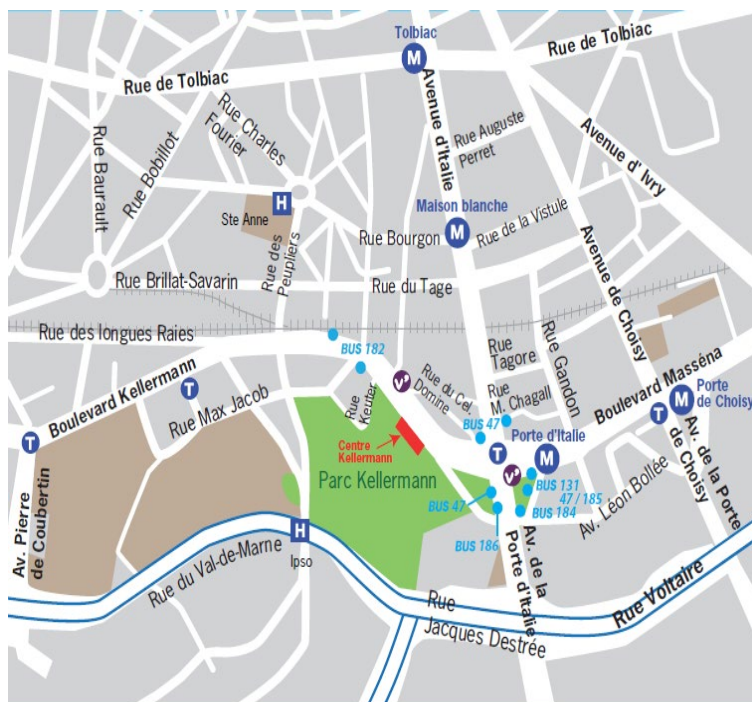 Tolbiac
M
Rue de Tolbiac
Rue de Tolbiac
Avenue d'Italie
Rue Charles
Fourier
Rue Auguste
Perret
Rue Baurault
Rue Bobillot
Avenue d' Ivry
H
Ste Anne
Maison blanche
M
Rue de la Vistule
Rue Bourgon
Rue des
Peupliers
Avenue de Choisy
Rue Brillat-Savarin
Rue du Tage
Rue des longues Raies
BUS 182
Rue
Tagore
Rue Gandon
Boulevard Kellermann
T
T
Rue Max Jacob
Rue
Keufer
V'
Rue du Cel.
Domine
Rue
M. Chagall
Boulevard Masséna
BUS 47
Porte d'Italie
T
M
T
M
Porte
de Choisy
Centre
Kellermann
Parc Kellermann
V'
BUS 47
BUS 131
47 / 185
BUS 184
BUS 186
Av. Léon Bollée
Av. de la Porte
de Choisy
Av. Pierre
de Coubertin
H
Ipso
Rue du Val-de-Marne
Av. de la
Porte d'Italie
Rue
Jacques Destrée
Rue Voltaire